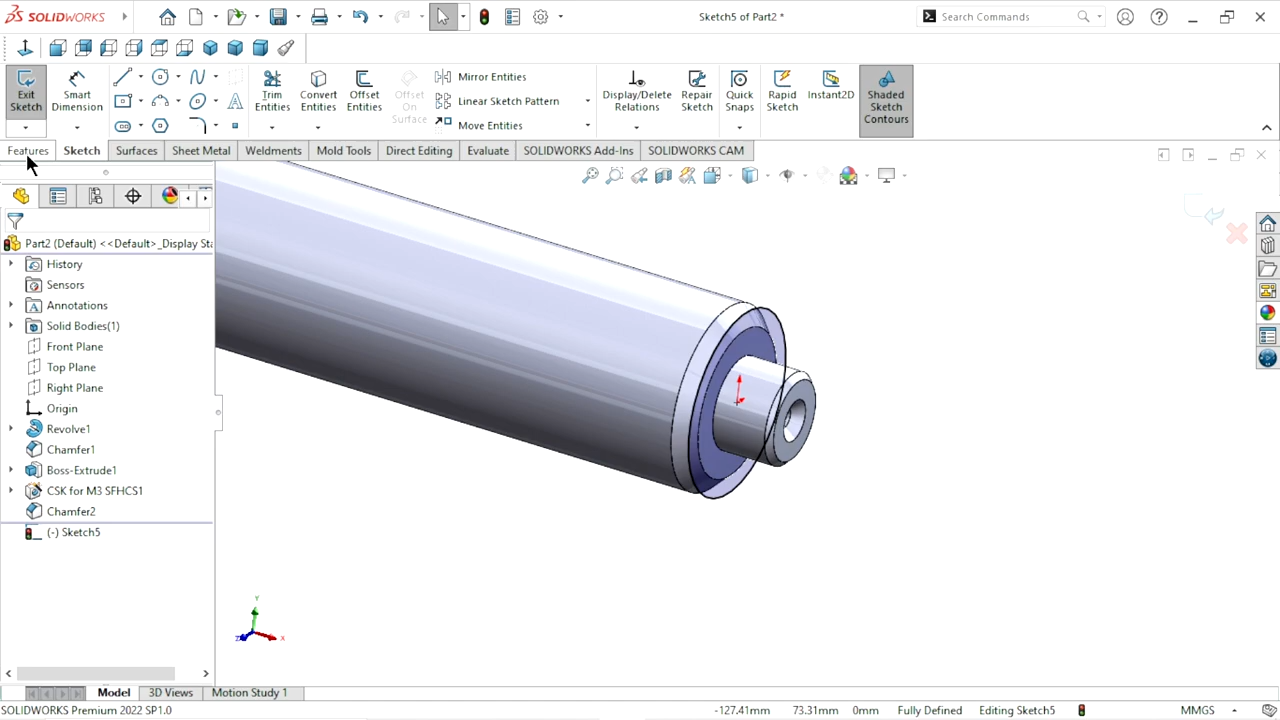 SOLIDWORKS
Sketch5 of Part2 *
Search Commands
Exit Sketch
Smart Dimension
Trim Entities
Convert Entities
Offset Entities
Offset On Surface
Mirror Entities
Linear Sketch Pattern
Move Entities
Display/Delete Relations
Repair Sketch
Quick Snaps
Rapid Sketch
Instant2D
Shaded Sketch Contours
Features
Sketch
Surfaces
Sheet Metal
Weldments
Mold Tools
Direct Editing
Evaluate
SOLIDWORKS Add-Ins
SOLIDWORKS CAM
Part2 (Default) <<Default>_Display Sta
History
Sensors
Annotations
Solid Bodies(1)
Front Plane
Top Plane
Right Plane
Origin
Revolve1
Chamfer1
Boss-Extrude1
CSK for M3 SFHCS1
Chamfer2
(-) Sketch5
Y
Z
X
Model
3D Views
Motion Study 1
SOLIDWORKS Premium 2022 SP1.0
-127.41mm
73.31mm
0mm
Fully Defined
Editing Sketch5
MMGS